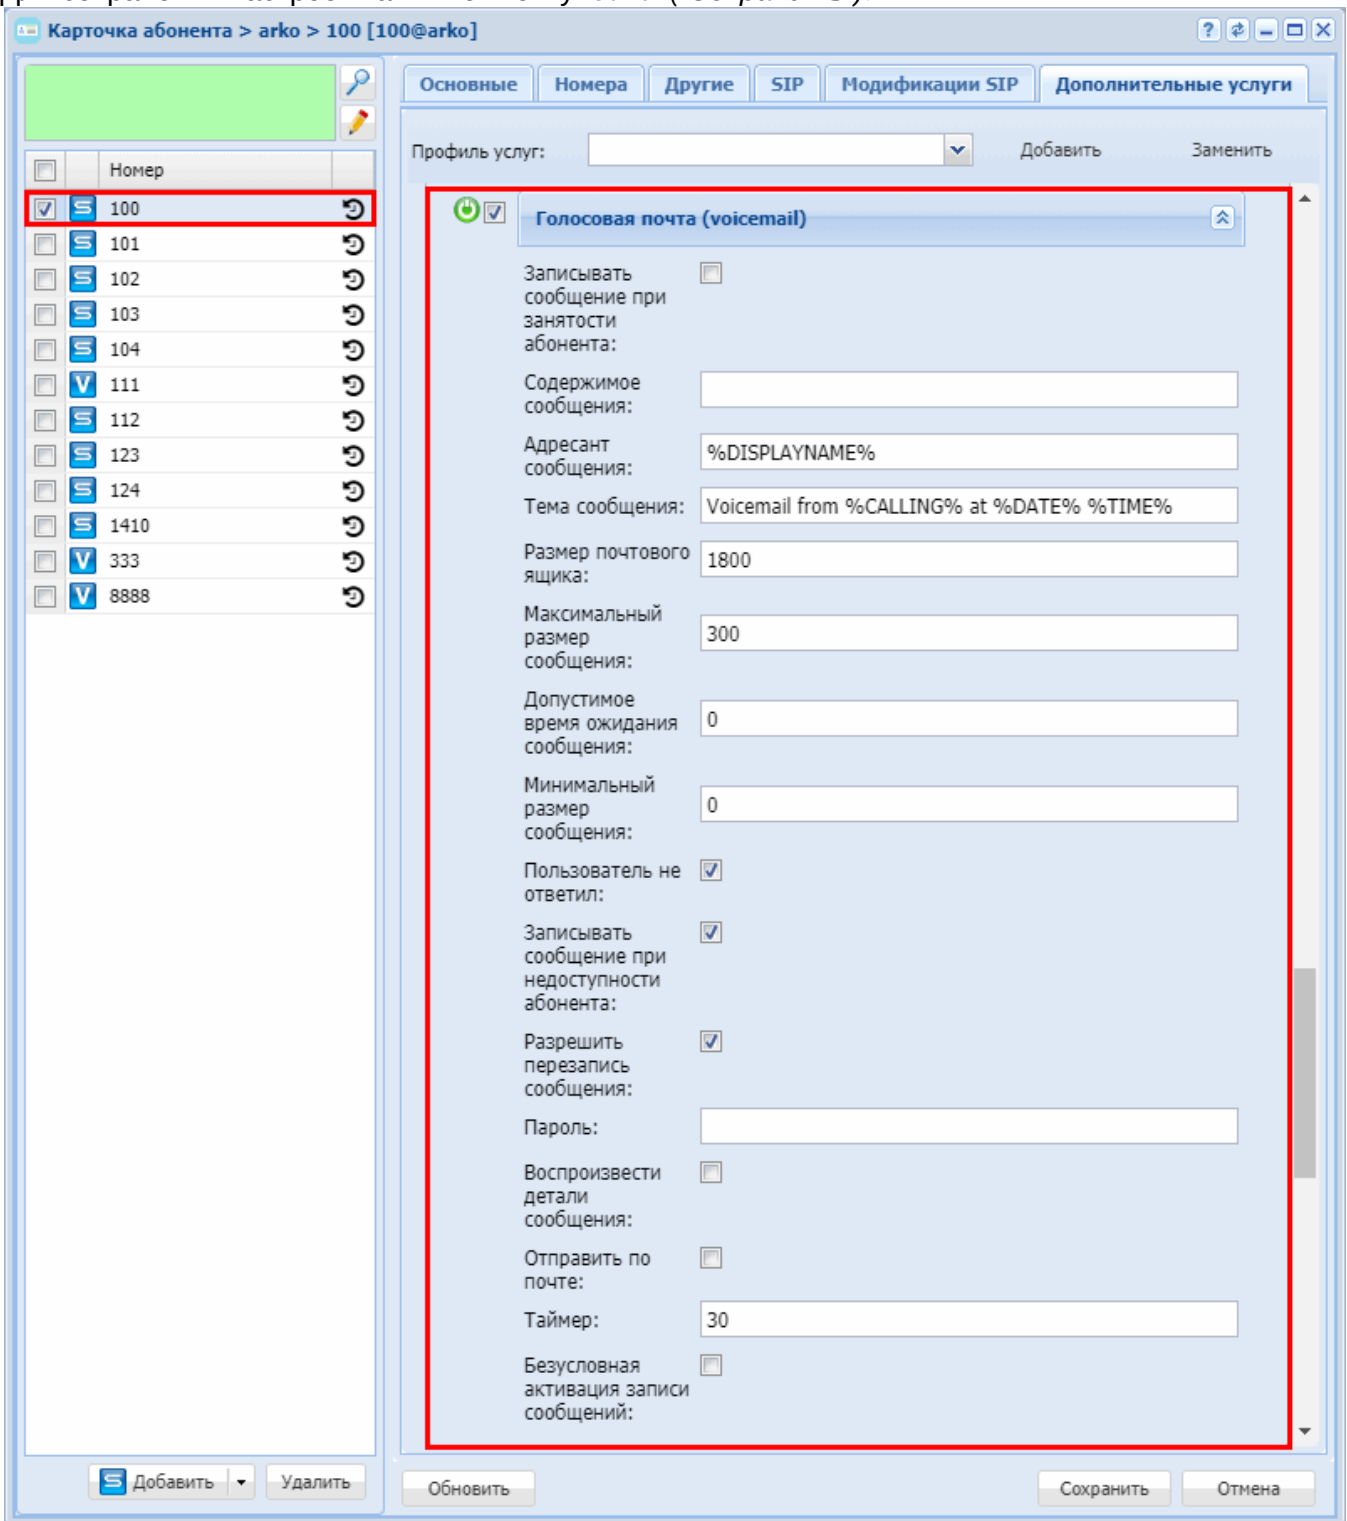 Карточка абонента > arko > 100 [100@arko]
Номер
100
101
102
103
104
111
112
123
124
1410
333
8888
Добавить
Удалить
Основные
Номера
Другие
SIP
Модификации SIP
Дополнительные услуги
Профиль услуг:
Добавить
Заменить
Голосовая почта (voicemail)
Записывать
сообщение при
занятости
абонента:
Содержимое
сообщения:
Адресант
сообщения:
%DISPLAYNAME%
Тема сообщения:
Voicemail from %CALLING% at %DATE% %TIME%
Размер почтового
ящика:
1800
Максимальный
размер
сообщения:
300
Допустимое
время ожидания
сообщения:
0
Минимальный
размер
сообщения:
0
Пользователь не
ответил:
Записывать
сообщение при
недоступности
абонента:
Разрешить
перезапись
сообщения:
Пароль:
Воспроизвести
детали
сообщения:
Отправить по
почте:
Таймер:
30
Безусловная
активация записи
сообщений:
Обновить
Сохранить
Отмена